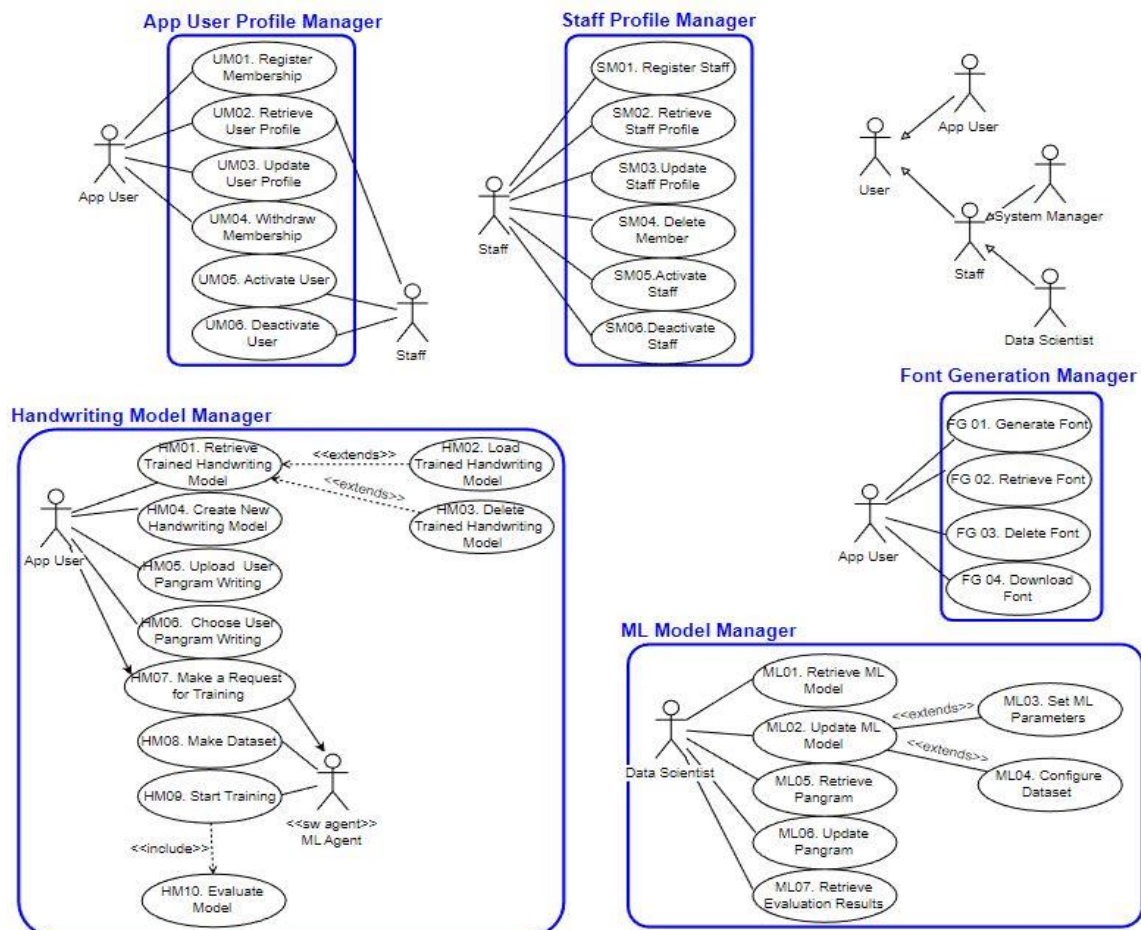 App User Profile Manager
UM01. Register
Membership
UM02. Retrieve
User Profile
UM03. Update
User Profile
UM04. Withdraw
Membership
UM05. Activate User
UM06. Deactivate
User
App User
Staff
Staff Profile Manager
SM01. Register Staff
SM02. Retrieve
Staff Profile
SM03.Update
Staff Profile
SM04. Delete
Member
SM05.Activate
Staff
SM06.Deactivate
Staff
Staff
App User
User
System Manager
Staff
Data Scientist
Handwriting Model Manager
HM01. Retrieve
Trained Handwriting
Model
<<extends>>
HM02. Load
Trained Handwriting
Model
<<extends>>
HM03. Delete
Trained Handwriting
Model
HM04. Create New
Handwriting Model
App User
HM05. Upload User
Pangram Writing
HM06. Choose User
Pangram Writing
HM07. Make a Request
for Training
HM08. Make Dataset
HM09. Start Training
<<sw agent>>
ML Agent
<<include>>
HM10. Evaluate
Model
Font Generation Manager
FG 01. Generate Font
FG 02. Retrieve Font
FG 03. Delete Font
FG 04. Download
Font
App User
ML Model Manager
ML01. Retrieve ML
Model
ML02. Update ML
Model
<<extends>>
ML03. Set ML
Parameters
<<extends>>
ML04. Configure
Dataset
Data Scientist
ML05. Retrieve
Pangram
ML06. Update
Pangram
ML07. Retrieve
Evaluation Results